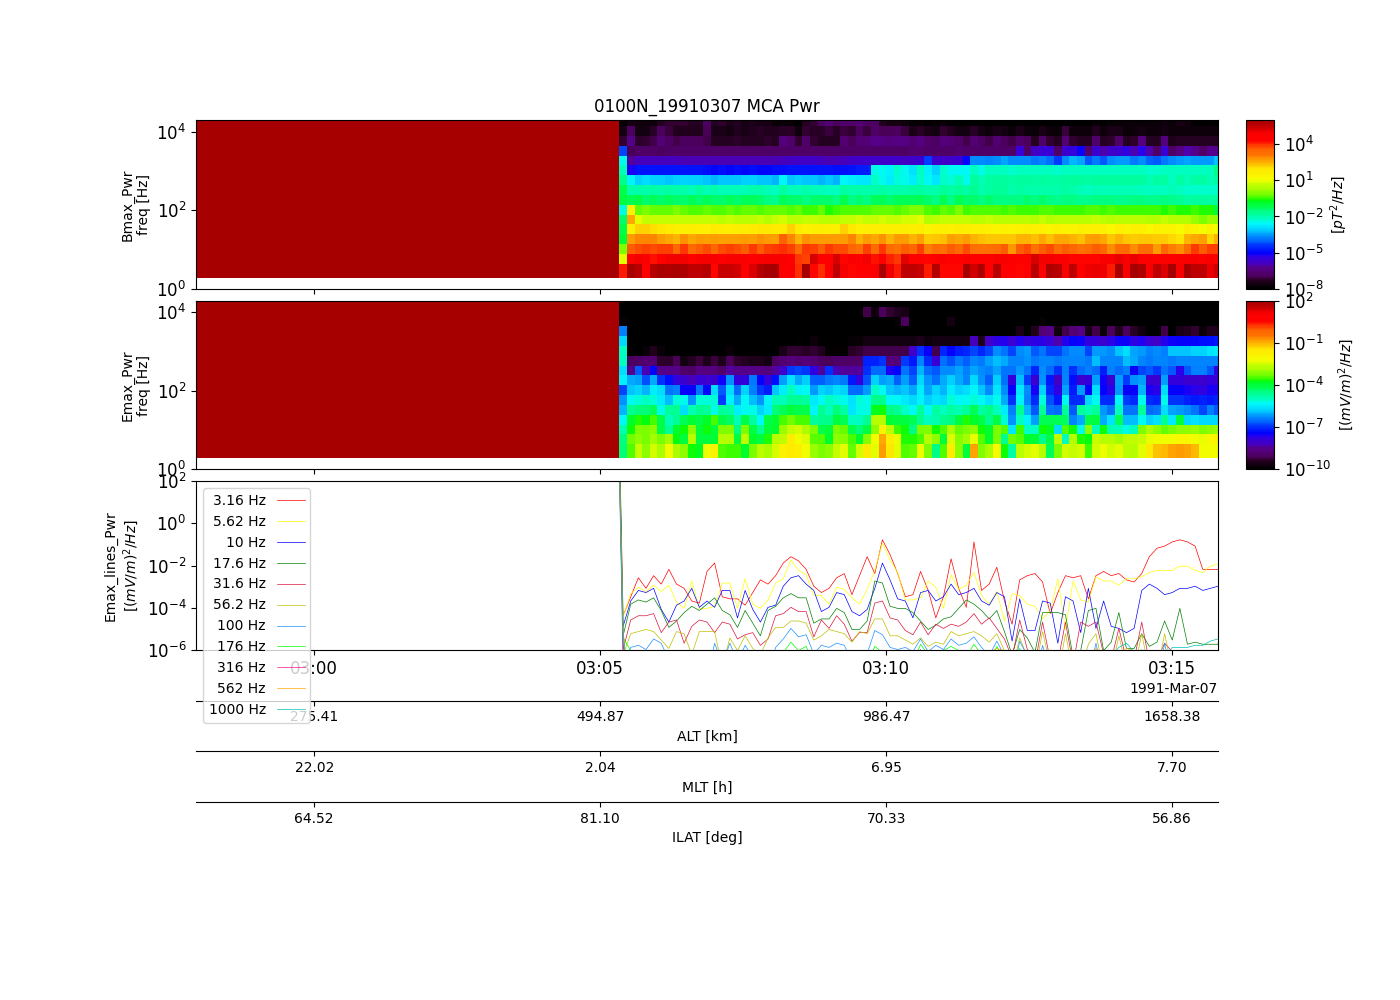 0100N_19910307 MCA Pwr
Bmax_Pwr
freq [Hz]
10^4
10^2
10^0
10^4
10^1
10^-2
10^-5
10^-8
[pT^2/Hz]
Emax_Pwr
freq [Hz]
10^4
10^2
10^0
10^2
10^-1
10^-4
10^-7
10^-10
[(mV/m)^2/Hz]
Emax_lines_Pwr
[(mV/m)^2/Hz]
10^2
10^0
10^-2
10^-4
10^-6
3.16 Hz
5.62 Hz
10 Hz
17.6 Hz
31.6 Hz
56.2 Hz
100 Hz
176 Hz
316 Hz
562 Hz
1000 Hz
03:00 03:05 03:10 03:15
1991-Mar-07
275.41 494.87 986.47 1658.38
ALT [km]
22.02 2.04 6.95 7.70
MLT [h]
64.52 81.10 70.33 56.86
ILAT [deg]